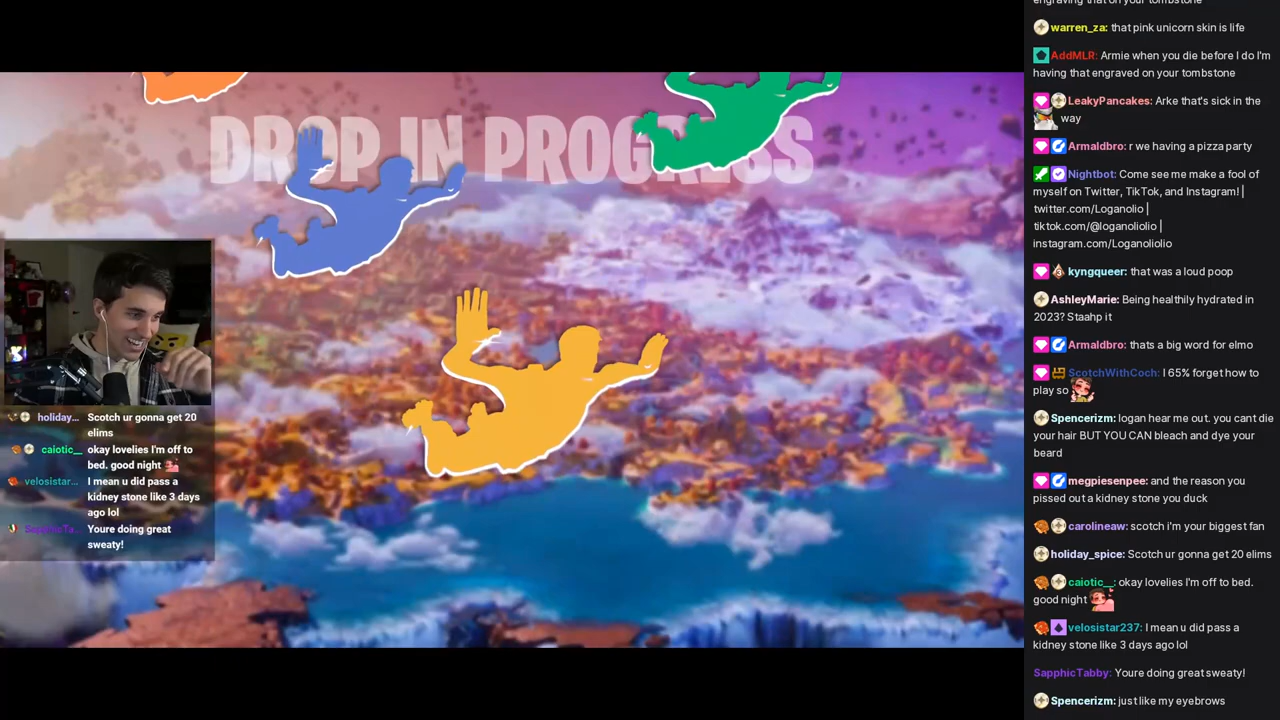 DROP IN PROGRESS
holiday... Scotch ur gonna get 20
elims
caiotic__ okay lovelies I'm off to
bed. good night
velosistar... I mean u did pass a
kidney stone like 3 days
ago lol
SapphicTa... Youre doing great
sweaty!
engraving that on your tombstone
warren_za: that pink unicorn skin is life
AddMLR: Armie when you die before I do I'm
having that engraved on your tombstone
LeakyPancakes: Arke that's sick in the
way
Armaldbro: r we having a pizza party
Nightbot: Come see me make a fool of
myself on Twitter, TikTok, and Instagram! |
twitter.com/Loganolio |
tiktok.com/@loganoliolio |
instagram.com/Loganoliolio
kyngqueer: that was a loud poop
AshleyMarie: Being healthily hydrated in
2023? Staahp it
Armaldbro: thats a big word for elmo
ScotchWithCoch: I 65% forget how to
play so
Spencerizm: logan hear me out. you cant die
your hair BUT YOU CAN bleach and dye your
beard
megpiesenpee: and the reason you
pissed out a kidney stone you duck
carolineaw: scotch i'm your biggest fan
holiday_spice: Scotch ur gonna get 20 elims
caiotic__: okay lovelies I'm off to bed.
good night
velosistar237: I mean u did pass a
kidney stone like 3 days ago lol
SapphicTabby: Youre doing great sweaty!
Spencerizm: just like my eyebrows